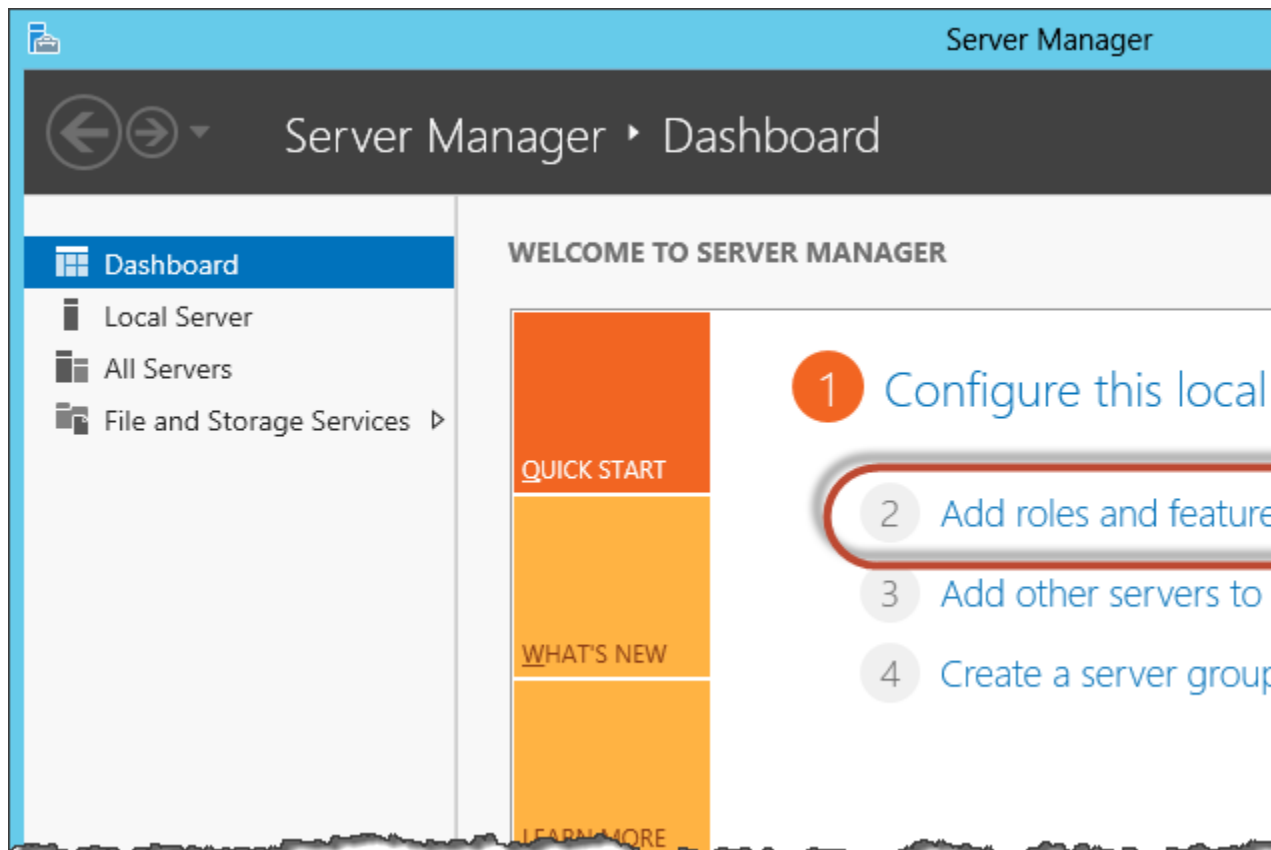 Server Manager
Server Manager ‣ Dashboard
Dashboard
Local Server
All Servers
File and Storage Services
WELCOME TO SERVER MANAGER
QUICK START
WHAT'S NEW
LEARN MORE
1 Configure this local
2 Add roles and feature
3 Add other servers to
4 Create a server group